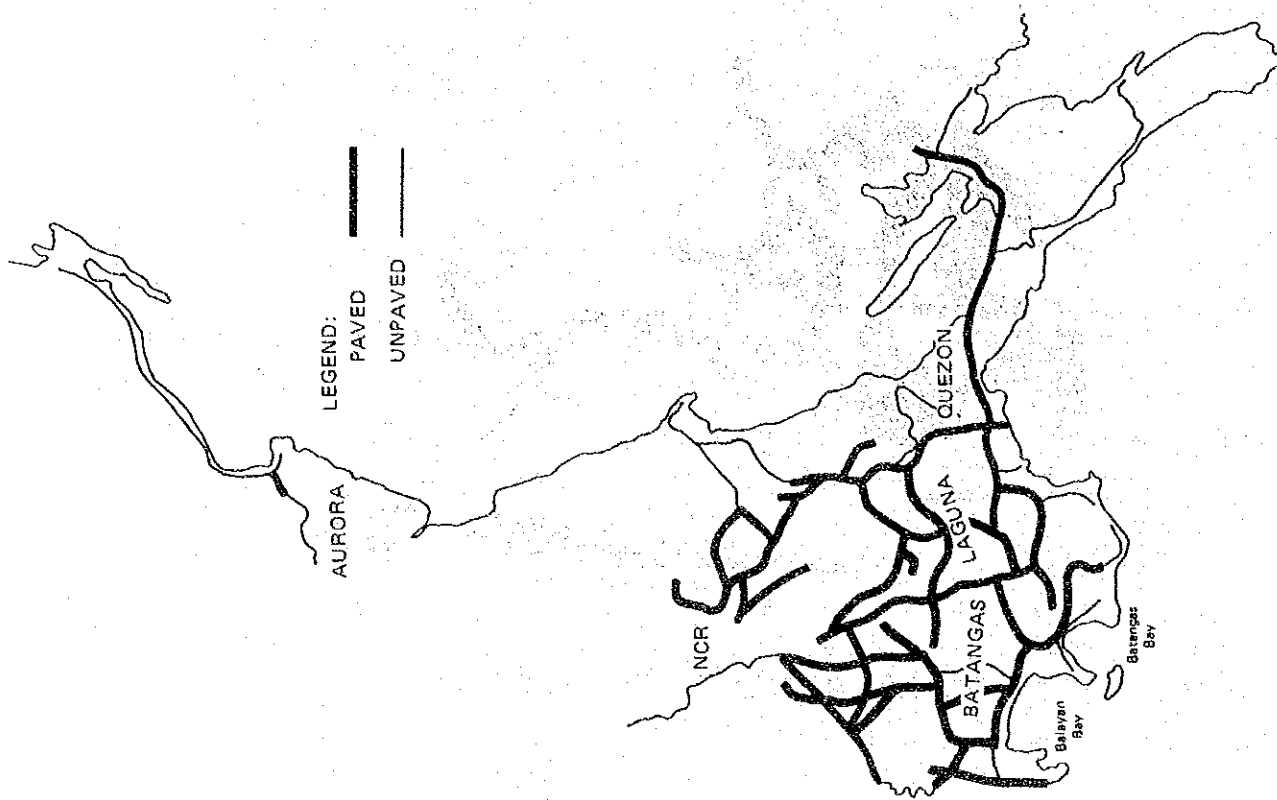 LEGEND:
PAVED
UNPAVED
AURORA
NCR
QUEZON
LAGUNA
BATANGAS
Balayan
Bay
Batangas
Bay